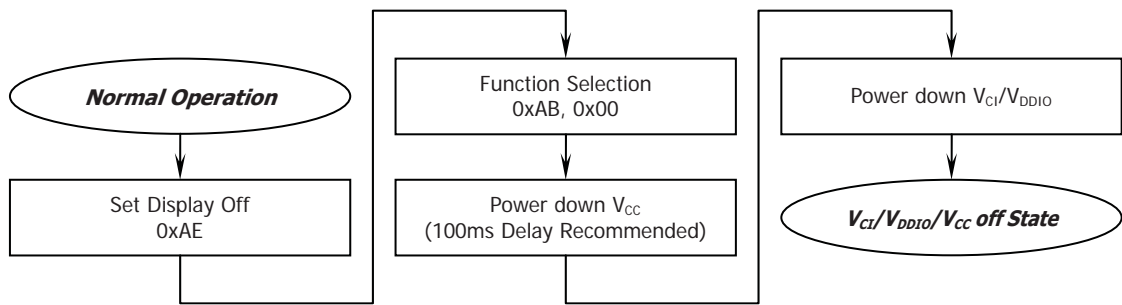 Normal Operation
Set Display Off
0xAE
Function Selection
0xAB, 0x00
Power down VCC
(100ms Delay Recommended)
Power down VCI/VDDIO
VCI/VDDIO/VCC off State